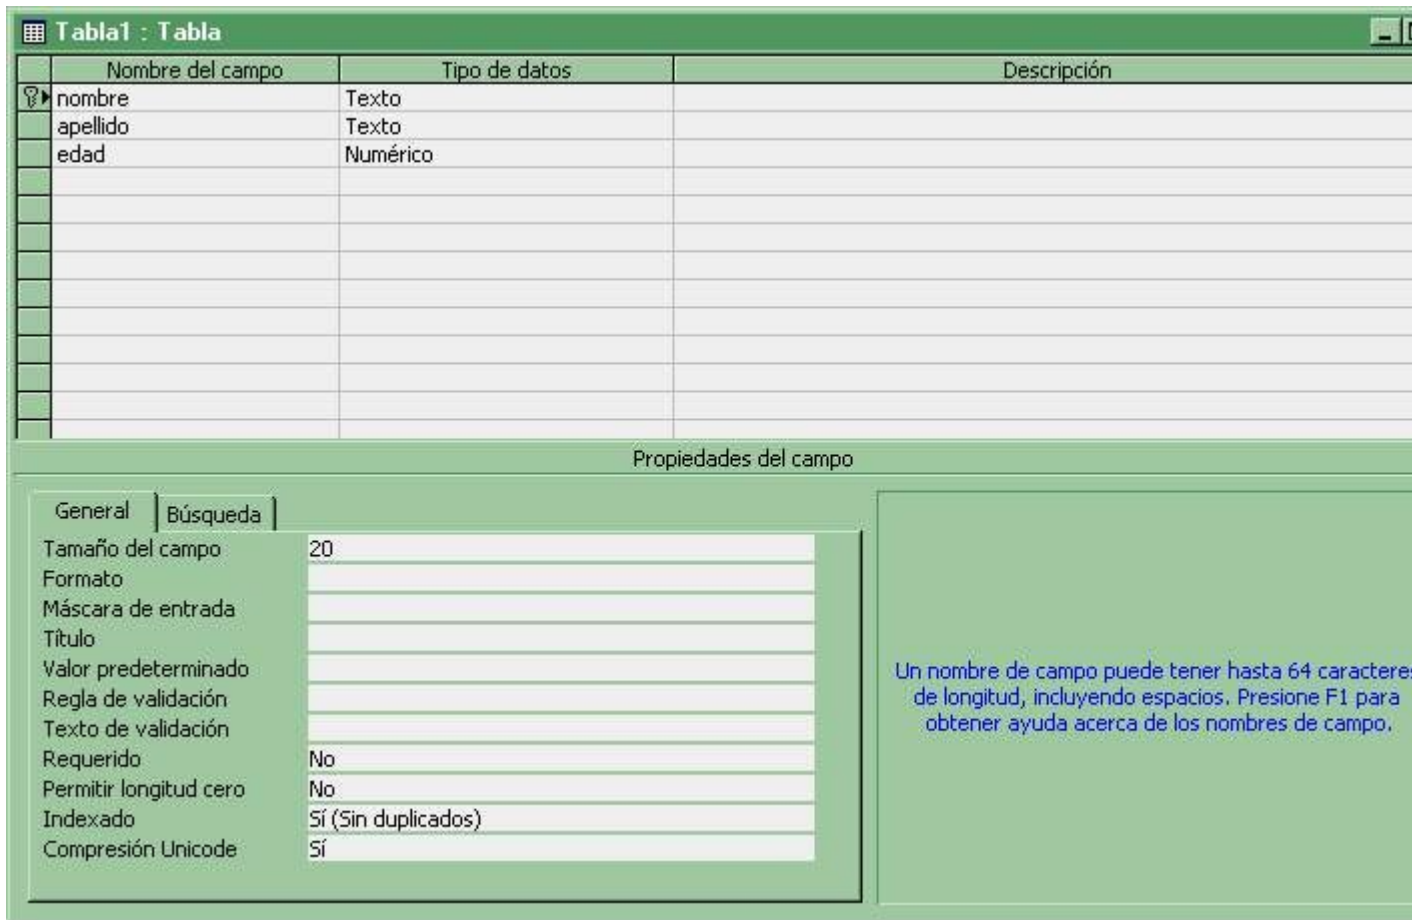 Tabla1 : Tabla
Nombre del campo Tipo de datos Descripción
nombre Texto
apellido Texto
edad Numérico
Propiedades del campo
General Búsqueda
Tamaño del campo 20
Formato
Máscara de entrada
Título
Valor predeterminado
Regla de validación
Texto de validación
Requerido No
Permitir longitud cero No
Indexado Sí (Sin duplicados)
Compresión Unicode Sí
Un nombre de campo puede tener hasta 64 caracteres
de longitud, incluyendo espacios. Presione F1 para
obtener ayuda acerca de los nombres de campo.